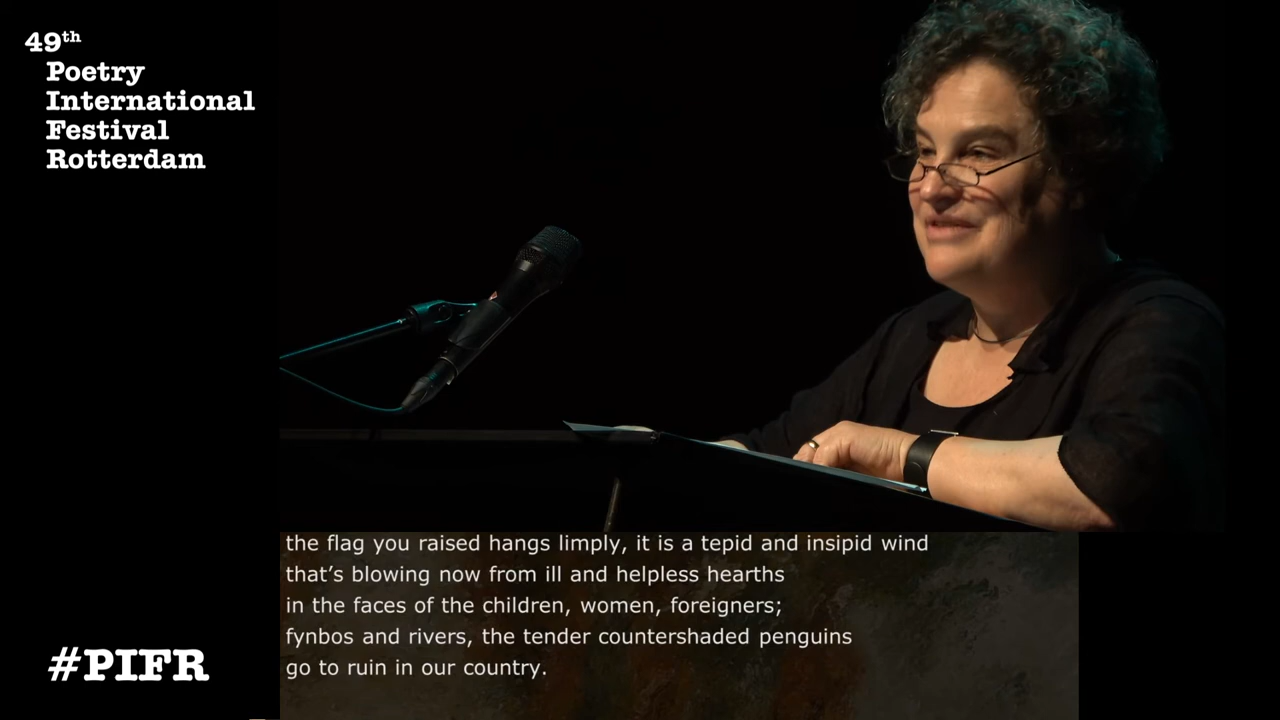 49th
Poetry
International
Festival
Rotterdam
the flag you raised hangs limply, it is a tepid and insipid wind
that’s blowing now from ill and helpless hearths
in the faces of the children, women, foreigners;
fynbos and rivers, the tender countershaded penguins
go to ruin in our country.
#PIFR